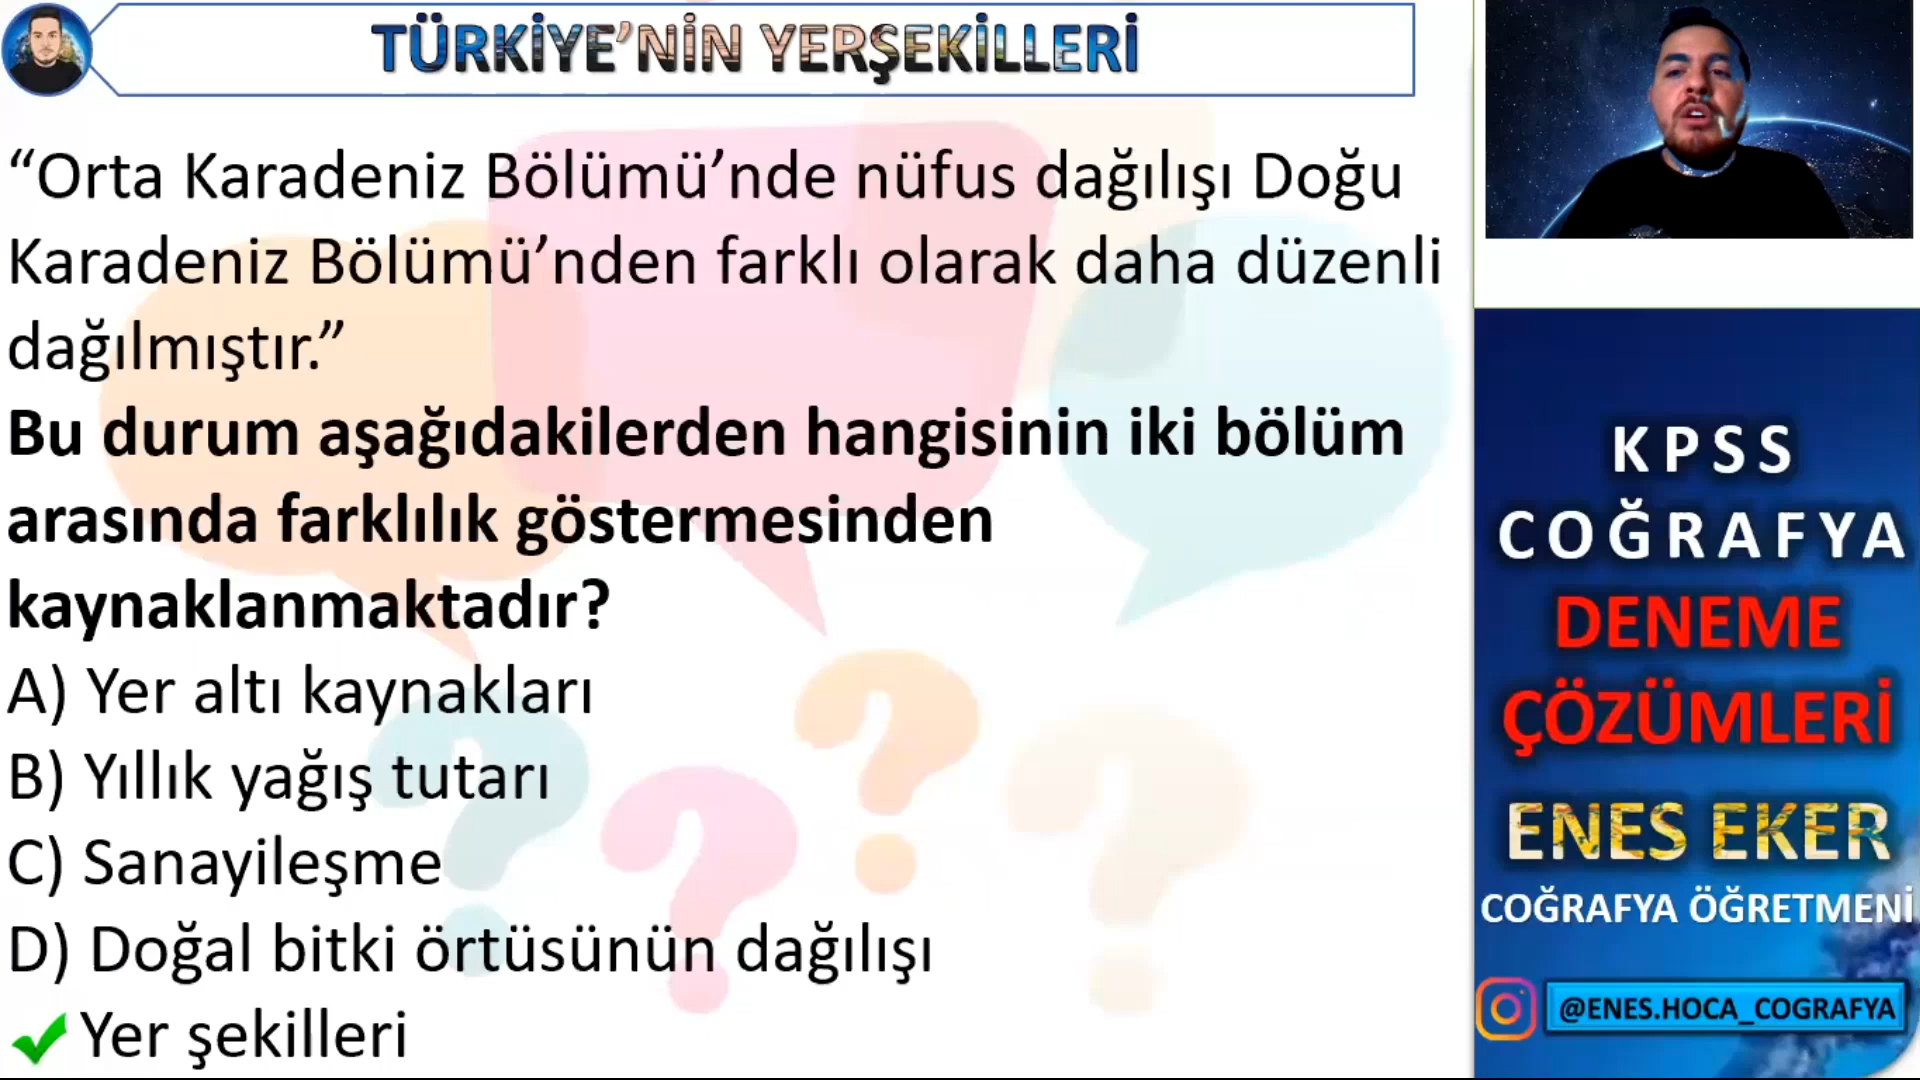 TÜRKİYE’NİN YERŞEKİLLERİ
“Orta Karadeniz Bölümü’nde nüfus dağılışı Doğu
Karadeniz Bölümü’nden farklı olarak daha düzenli
dağılmıştır.”
Bu durum aşağıdakilerden hangisinin iki bölüm
arasında farklılık göstermesinden
kaynaklanmaktadır?
A) Yer altı kaynakları
B) Yıllık yağış tutarı
C) Sanayileşme
D) Doğal bitki örtüsünün dağılışı
Yer şekilleri
KPSS
COĞRAFYA
DENEME
ÇÖZÜMLERİ
ENES EKER
COĞRAFYA ÖĞRETMENİ
@ENES.HOCA_COGRAFYA